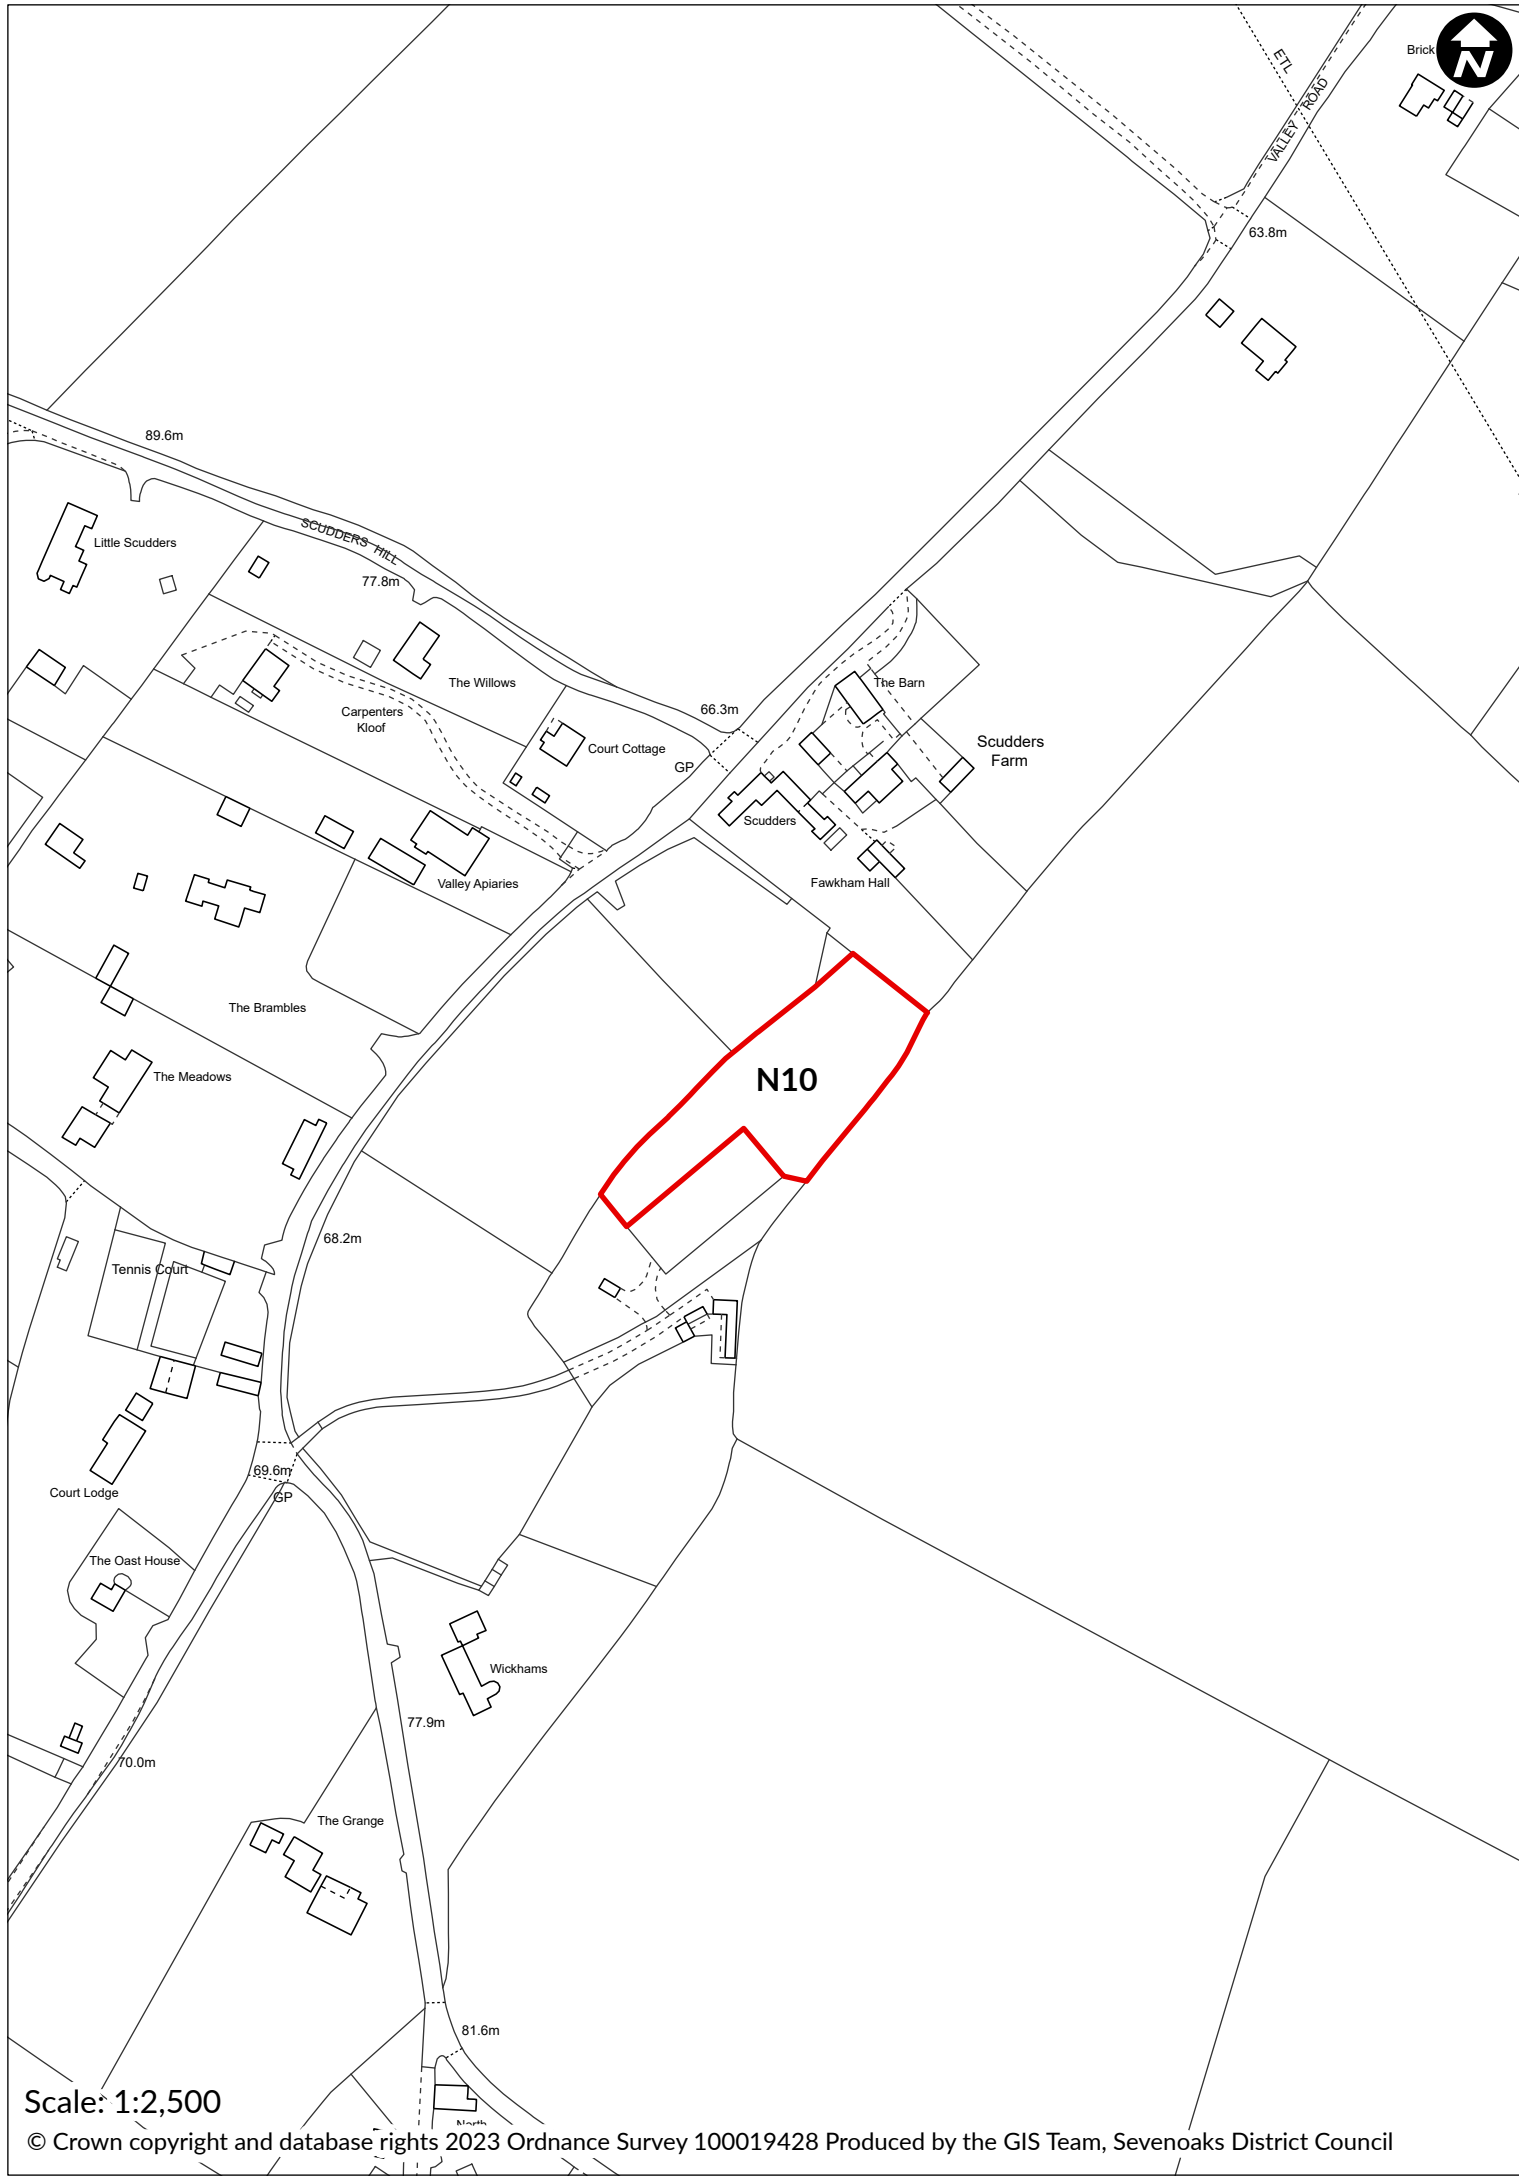 Brick
N
ETL
VALLEY ROAD
63.8m
89.6m
SCUDDERS HILL
Little Scudders
77.8m
The Willows
The Barn
Carpenters
Kloof
66.3m
Court Cottage
GP
Scudders
Farm
Scudders
Valley Apiaries
Fawkham Hall
The Brambles
The Meadows
N10
68.2m
Tennis Court
69.6m
GP
Court Lodge
The Oast House
Wickhams
77.9m
70.0m
The Grange
81.6m
North
Scale: 1:2,500
© Crown copyright and database rights 2023 Ordnance Survey 100019428 Produced by the GIS Team, Sevenoaks District Council